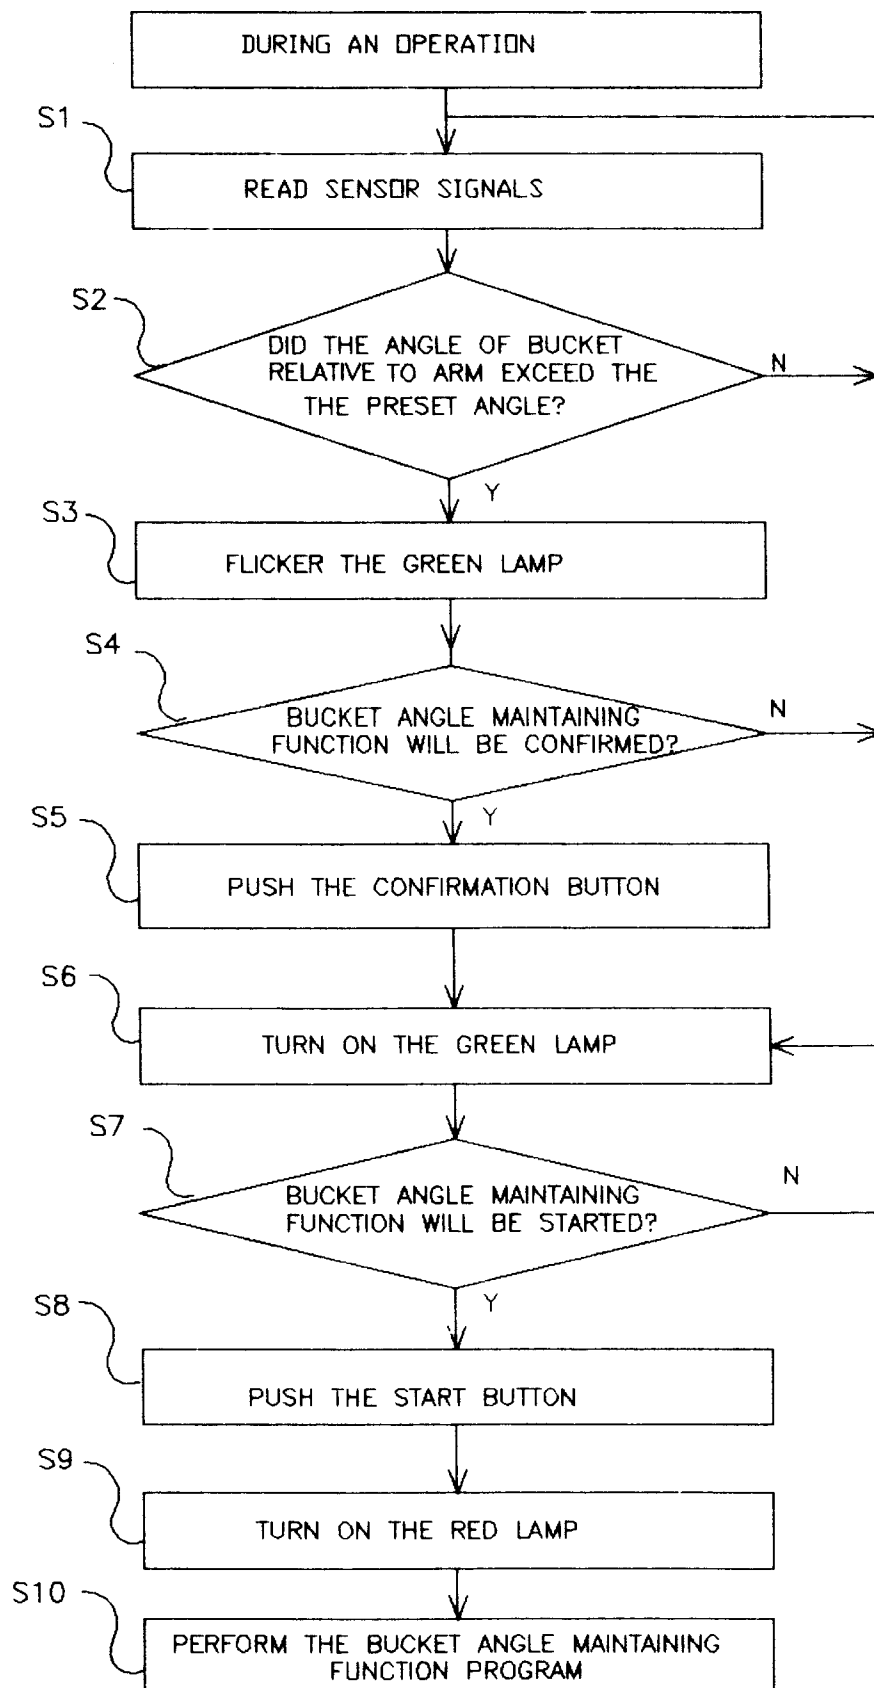 DURING AN OPERATION
S1
READ SENSOR SIGNALS
S2
DID THE ANGLE OF BUCKET
RELATIVE TO ARM EXCEED THE
THE PRESET ANGLE?
N
Y
S3
FLICKER THE GREEN LAMP
S4
BUCKET ANGLE MAINTAINING
FUNCTION WILL BE CONFIRMED?
N
Y
S5
PUSH THE CONFIRMATION BUTTON
S6
TURN ON THE GREEN LAMP
S7
BUCKET ANGLE MAINTAINING
FUNCTION WILL BE STARTED?
N
Y
S8
PUSH THE START BUTTON
S9
TURN ON THE RED LAMP
S10
PERFORM THE BUCKET ANGLE MAINTAINING
FUNCTION PROGRAM